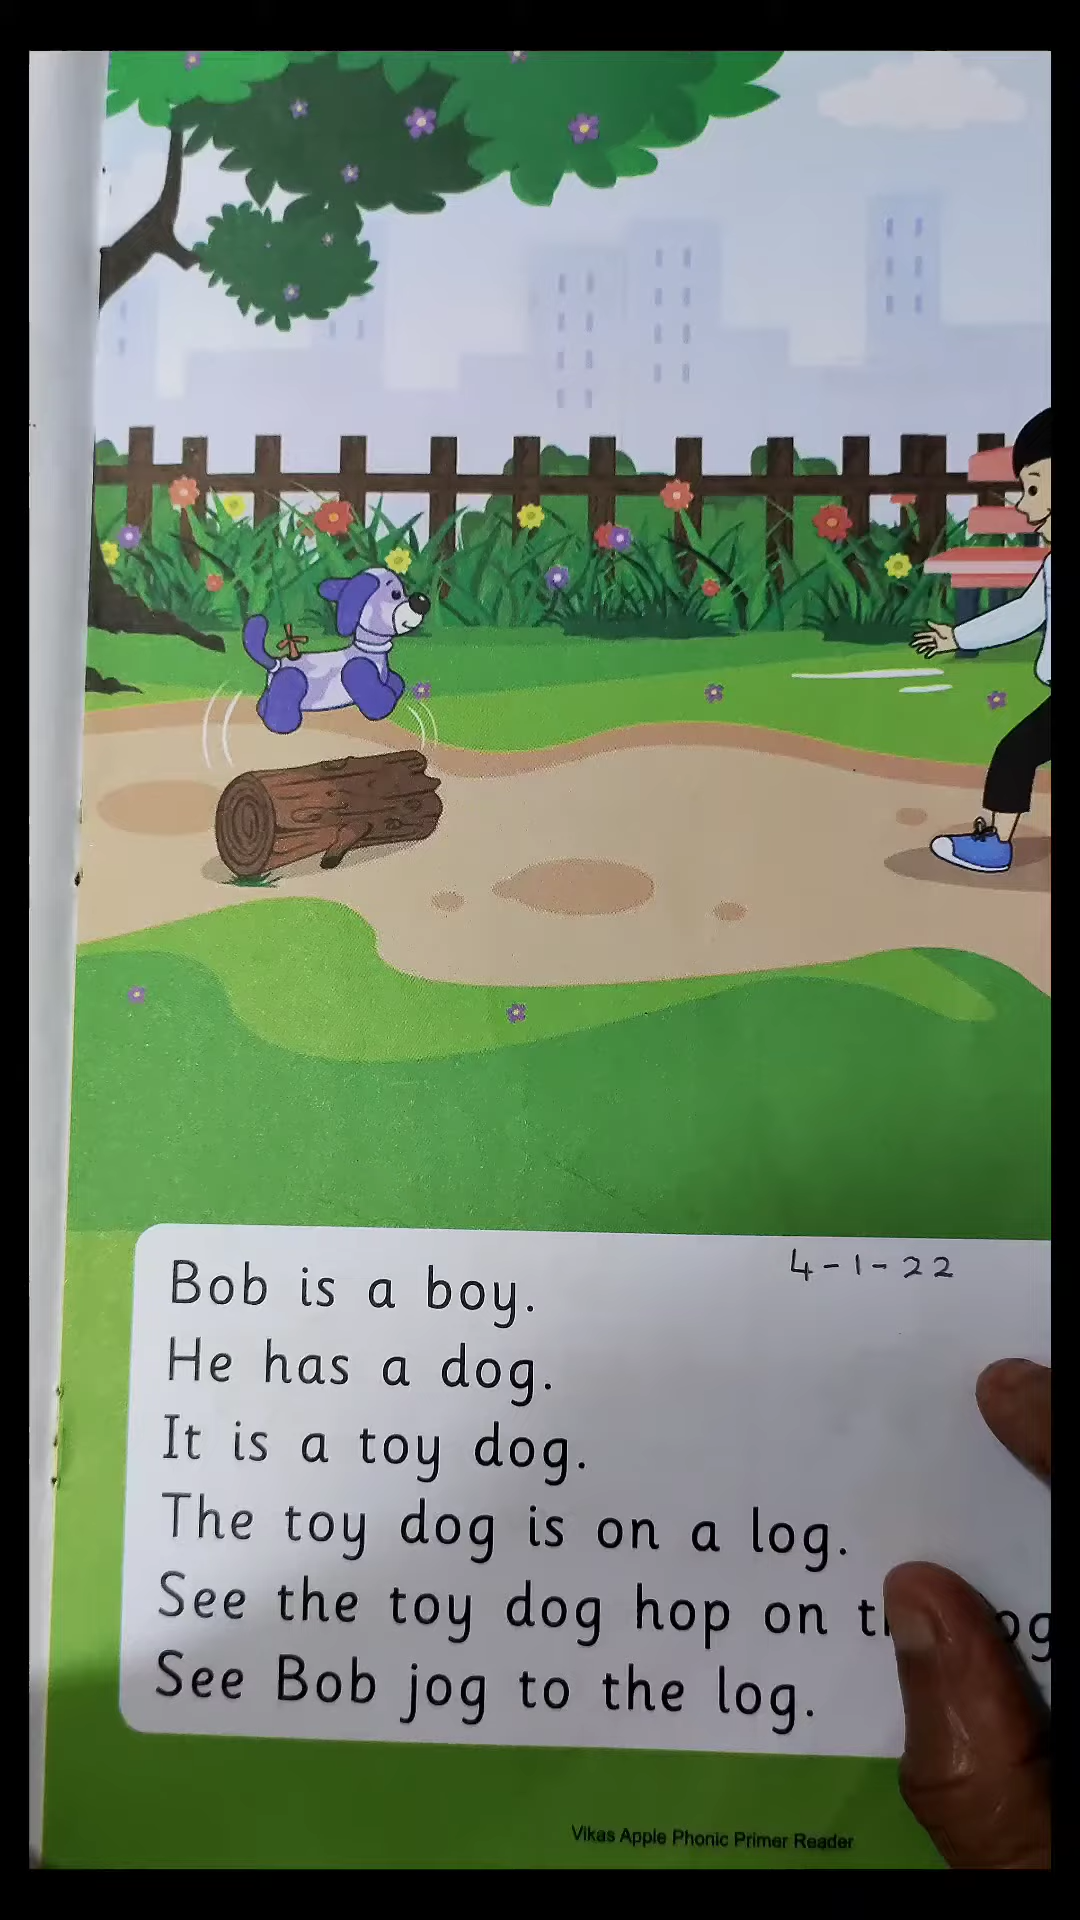 4-1-22
Bob is a boy.
He has a dog.
It is a toy dog.
The toy dog is on a log.
See the toy dog hop on
See Bob jog to the log.
Vikas Apple Phonic Primer Reader